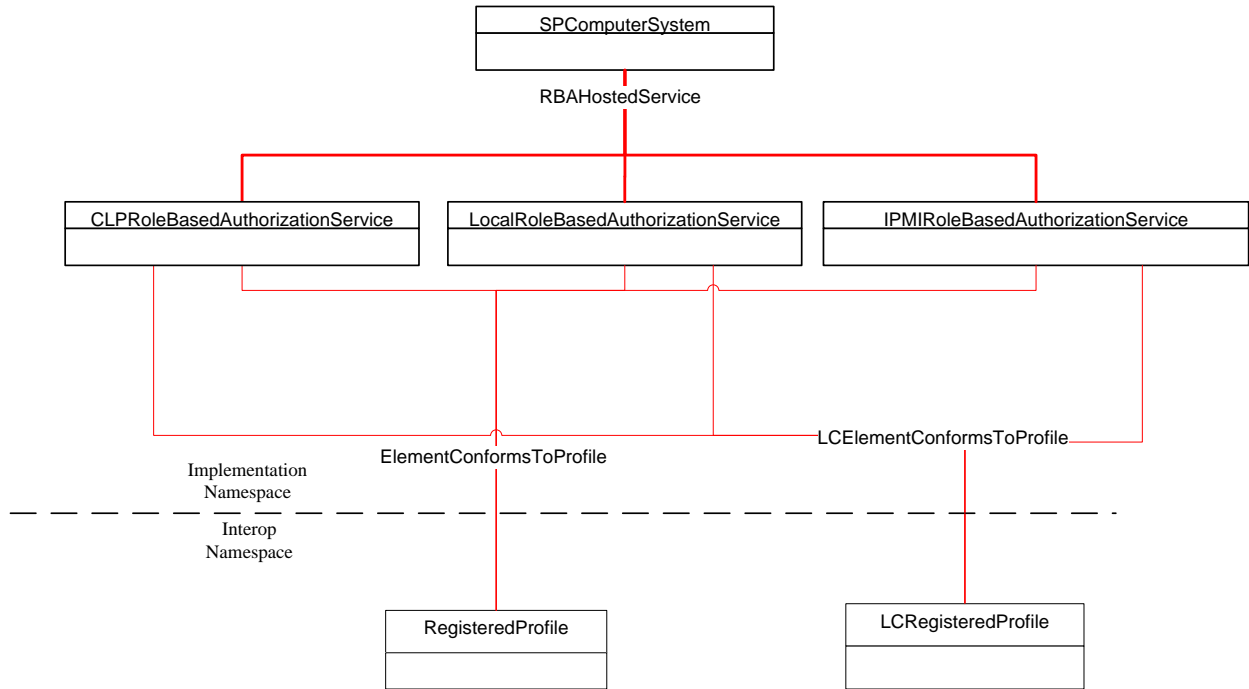 SPComputerSystem
RBAHostedService
CLPRoleBasedAuthorizationService
LocalRoleBasedAuthorizationService
IPMIRoleBasedAuthorizationService
LCElementConformsToProfile
ElementConformsToProfile
Implementation
Namespace
Interop
Namespace
RegisteredProfile
LCRegisteredProfile